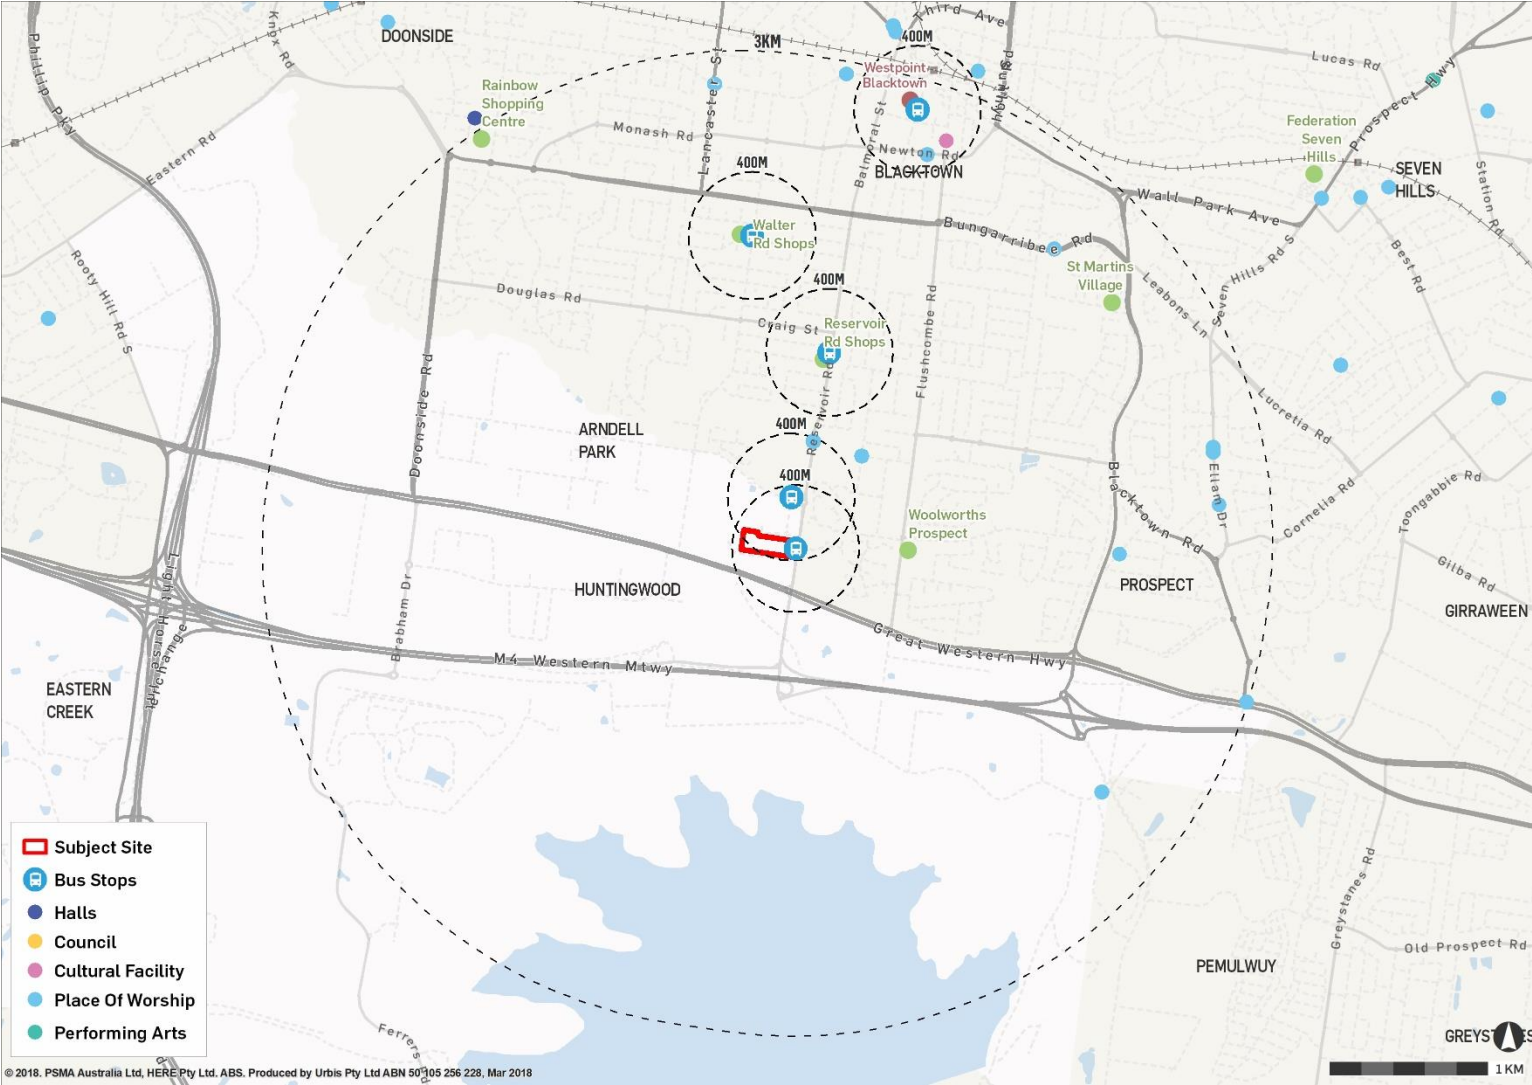 Third Ave
DOONSIDE
3KM
400M
Knox Rd
Phillip Pky
Lancaster St
Lucas Rd
Prospect Hwy
Westpoint
Blacktown
Rainbow
Shopping
Centre
Monash Rd
Balmoral St
Newton Rd
BLACKTOWN
Federation
Seven
Hills
SEVEN
HILLS
Station Rd
Eastern Rd
400M
Wall Park Ave
Walter
Rd Shops
Bungarribee Rd
Rooty Hill Rd S
St Martins
Village
Seven Hills Rd S
Best Rd
Leabons Ln
400M
Douglas Rd
Craig St
Reservoir
Rd Shops
Flushcombe Rd
Reservoir Rd
Doonside Rd
Lucretia Rd
ARNDELL
PARK
400M
400M
Ellam Dr
Blacktown Rd
Cornelia Rd
Toongabbie Rd
Woolworths
Prospect
Gilba Rd
HUNTINGWOOD
PROSPECT
GIRRAWEEN
Light Horse
Interchange
Brabham Dr
Great Western Hwy
M4 Western Mtwy
EASTERN
CREEK
Greystanes Rd
Old Prospect Rd
PEMULWUY
Ferrers Rd
Subject Site
Bus Stops
Halls
Council
Cultural Facility
Place Of Worship
Performing Arts
1KM
© 2018. PSMA Australia Ltd, HERE Pty Ltd. ABS. Produced by Urbis Pty Ltd ABN 50 105 256 228, Mar 2018